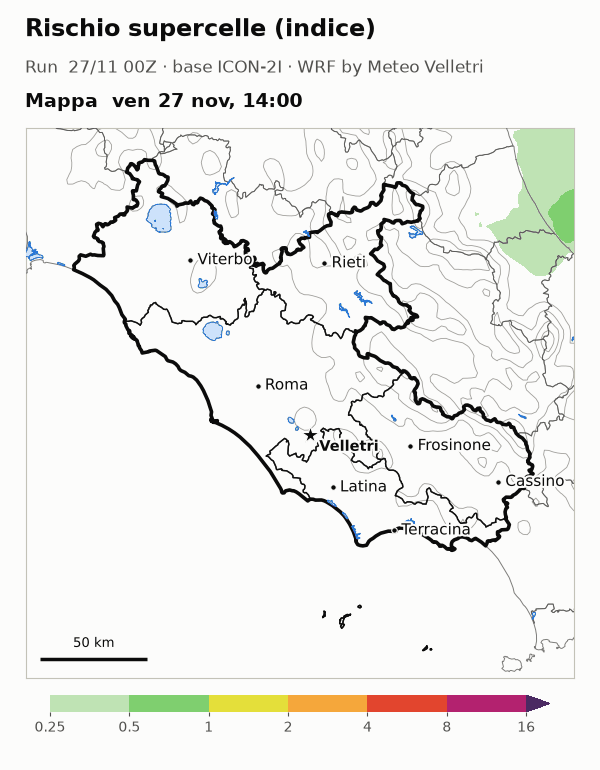 Rischio supercelle (indice)
Run 27/11 00Z · base ICON-2I · WRF by Meteo Velletri
Mappa ven 27 nov, 14:00
Viterbo
Rieti
Roma
Velletri
Frosinone
Cassino
Latina
Terracina
50 km
0.25 0.5 1 2 4 8 16